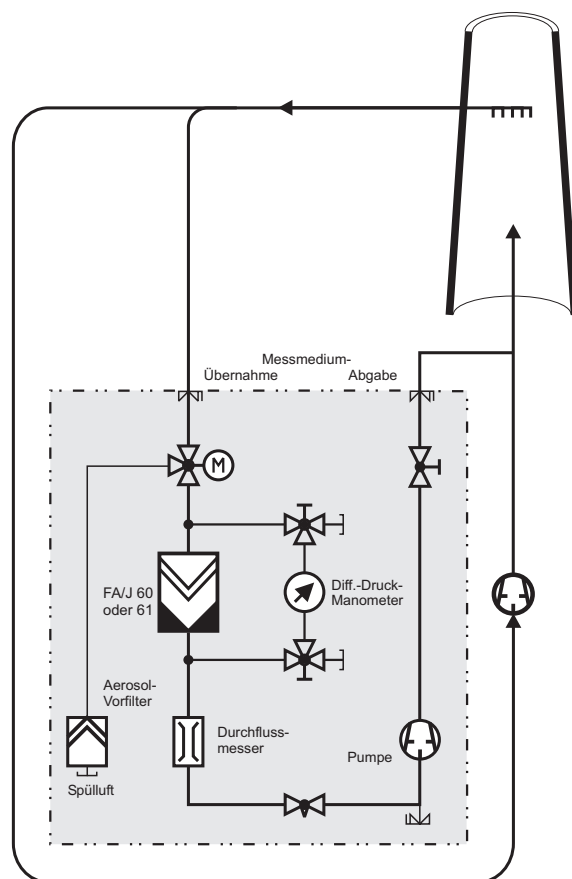 Messmedium-
Übernahme Abgabe
M
FA/J 60
oder 61
Diff.-Druck-
Manometer
Aerosol-
Vorfilter
Durchfluss-
messer
Pumpe
Spülluft